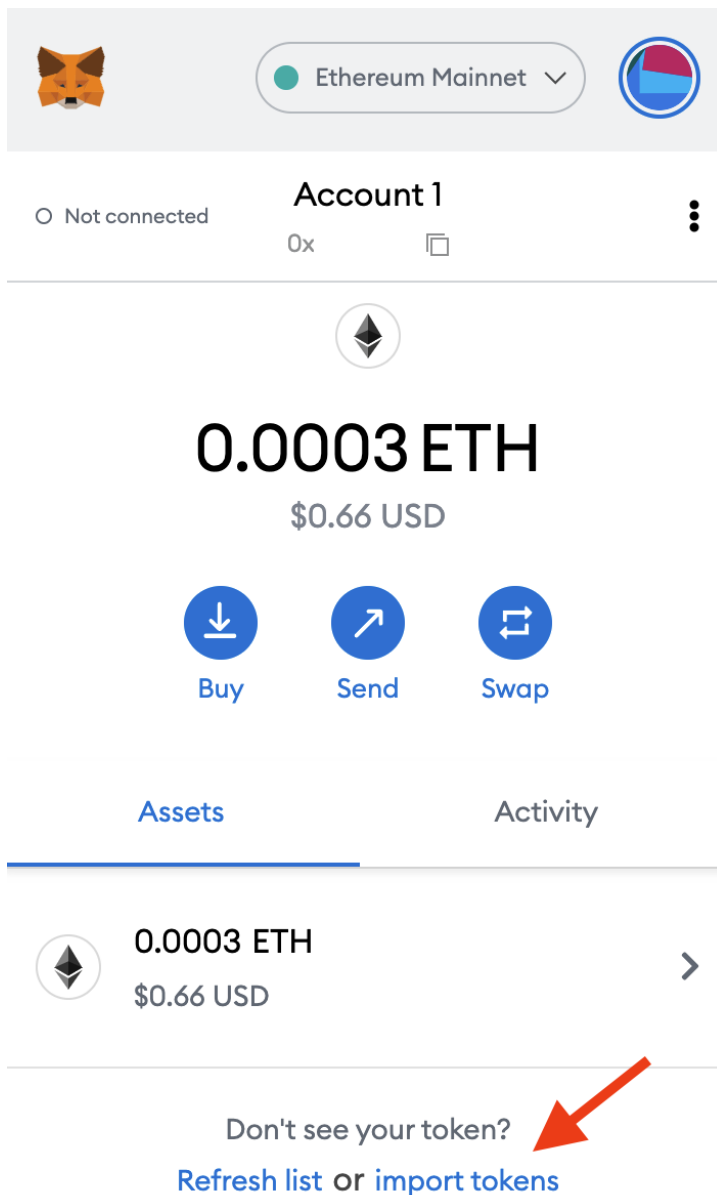 Ethereum Mainnet
Not connected
Account 1
0x
0.0003 ETH
$0.66 USD
Buy
Send
Swap
Assets
Activity
0.0003 ETH
$0.66 USD
Don't see your token?
Refresh list or import tokens